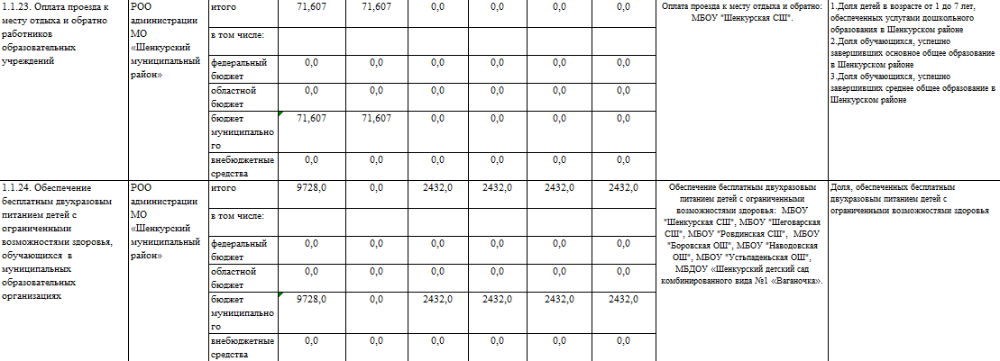 1.1.23. Оплата проезда к
месту отдыха и обратно
работников
образовательных
учреждений
РОО
администрации
МО
«Шенкурский
муниципальный
район»
итого
71,607 71,607 0,0 0,0 0,0 0,0
в том числе:
федеральный
бюджет
0,0 0,0 0,0 0,0 0,0 0,0
областной
бюджет
0,0 0,0 0,0 0,0 0,0 0,0
бюджет
муниципально
го
71,607 71,607 0,0 0,0 0,0 0,0
внебюджетные
средства
0,0 0,0 0,0 0,0 0,0 0,0
Оплата проезда к месту отдыха и обратно:
МБОУ "Шенкурская СШ".
1.Доля детей в возрасте от 1 до 7 лет,
обеспеченных услугами дошкольного
образования в Шенкурском районе
2.Доля обучающихся, успешно
завершивших основное общее образование
в Шенкурском районе
3.Доля обучающихся, успешно
завершивших среднее общее образование в
Шенкурском районе
1.1.24. Обеспечение
бесплатным двухразовым
питанием детей с
ограниченными
возможностями здоровья,
обучающихся в
муниципальных
образовательных
организациях
РОО
администрации
МО
«Шенкурский
муниципальный
район»
итого
9728,0 0,0 2432,0 2432,0 2432,0 2432,0
в том числе:
федеральный
бюджет
0,0 0,0 0,0 0,0 0,0 0,0
областной
бюджет
0,0 0,0 0,0 0,0 0,0 0,0
бюджет
муниципально
го
9728,0 0,0 2432,0 2432,0 2432,0 2432,0
внебюджетные
средства
0,0 0,0 0,0 0,0 0,0 0,0
Обеспечение бесплатным двухразовым
питанием детей с ограниченными
возможностями здоровья: МБОУ
"Шенкурская СШ", МБОУ "Шеговарская
СШ", МБОУ "Ровдинская СШ", МБОУ
"Боровская ОШ", МБОУ "Наводовская
ОШ", МБОУ "Устьпаденьская ОШ",
МБДОУ «Шенкурский детский сад
комбинированного вида №1 «Ваганочка».
Доля, обеспеченных бесплатным
двухразовым питанием детей с
ограниченными возможностями здоровья